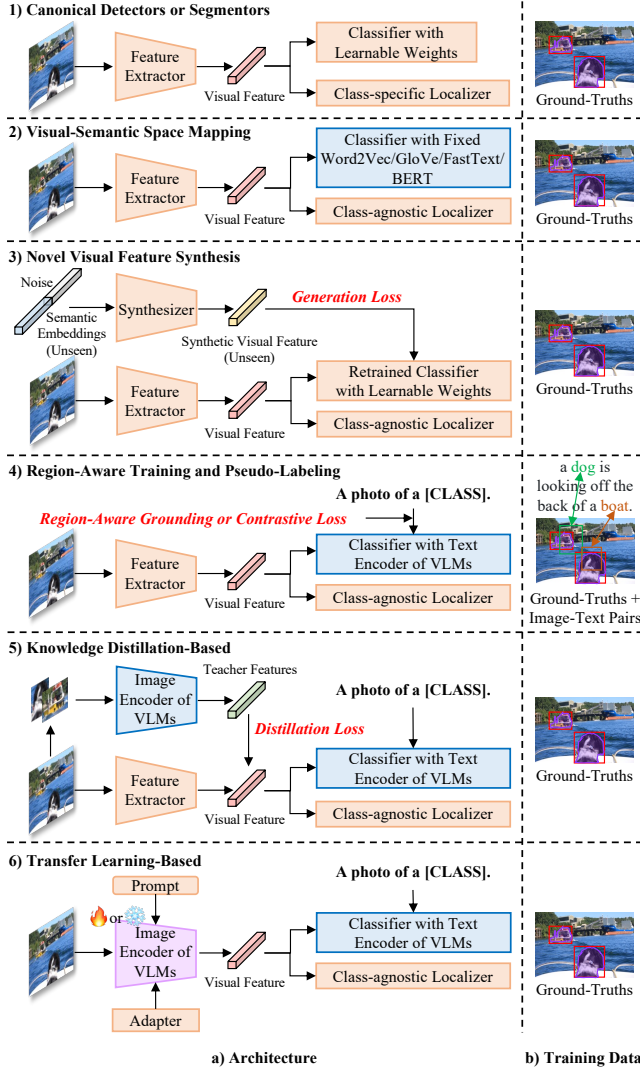 1) Canonical Detectors or Segmentors
Feature
Extractor
Visual Feature
Classifier with
Learnable Weights
Class-specific Localizer
Ground-Truths
2) Visual-Semantic Space Mapping
Feature
Extractor
Visual Feature
Classifier with Fixed
Word2Vec/GloVe/FastText/
BERT
Class-agnostic Localizer
Ground-Truths
3) Novel Visual Feature Synthesis
Noise
Semantic
Embeddings
(Unseen)
Synthesizer
Synthetic Visual Feature
(Unseen)
Generation Loss
Feature
Extractor
Visual Feature
Retrained Classifier
with Learnable Weights
Class-agnostic Localizer
Ground-Truths
4) Region-Aware Training and Pseudo-Labeling
A photo of a [CLASS].
Region-Aware Grounding or Contrastive Loss
Feature
Extractor
Visual Feature
Classifier with Text
Encoder of VLMs
Class-agnostic Localizer
a dog is
looking off the
back of a boat.
Ground-Truths +
Image-Text Pairs
5) Knowledge Distillation-Based
Image
Encoder of
VLMs
Teacher Features
A photo of a [CLASS].
Distillation Loss
Feature
Extractor
Visual Feature
Classifier with Text
Encoder of VLMs
Class-agnostic Localizer
Ground-Truths
6) Transfer Learning-Based
Prompt
or
Image
Encoder of
VLMs
Adapter
Visual Feature
A photo of a [CLASS].
Classifier with Text
Encoder of VLMs
Class-agnostic Localizer
Ground-Truths
a) Architecture
b) Training Data